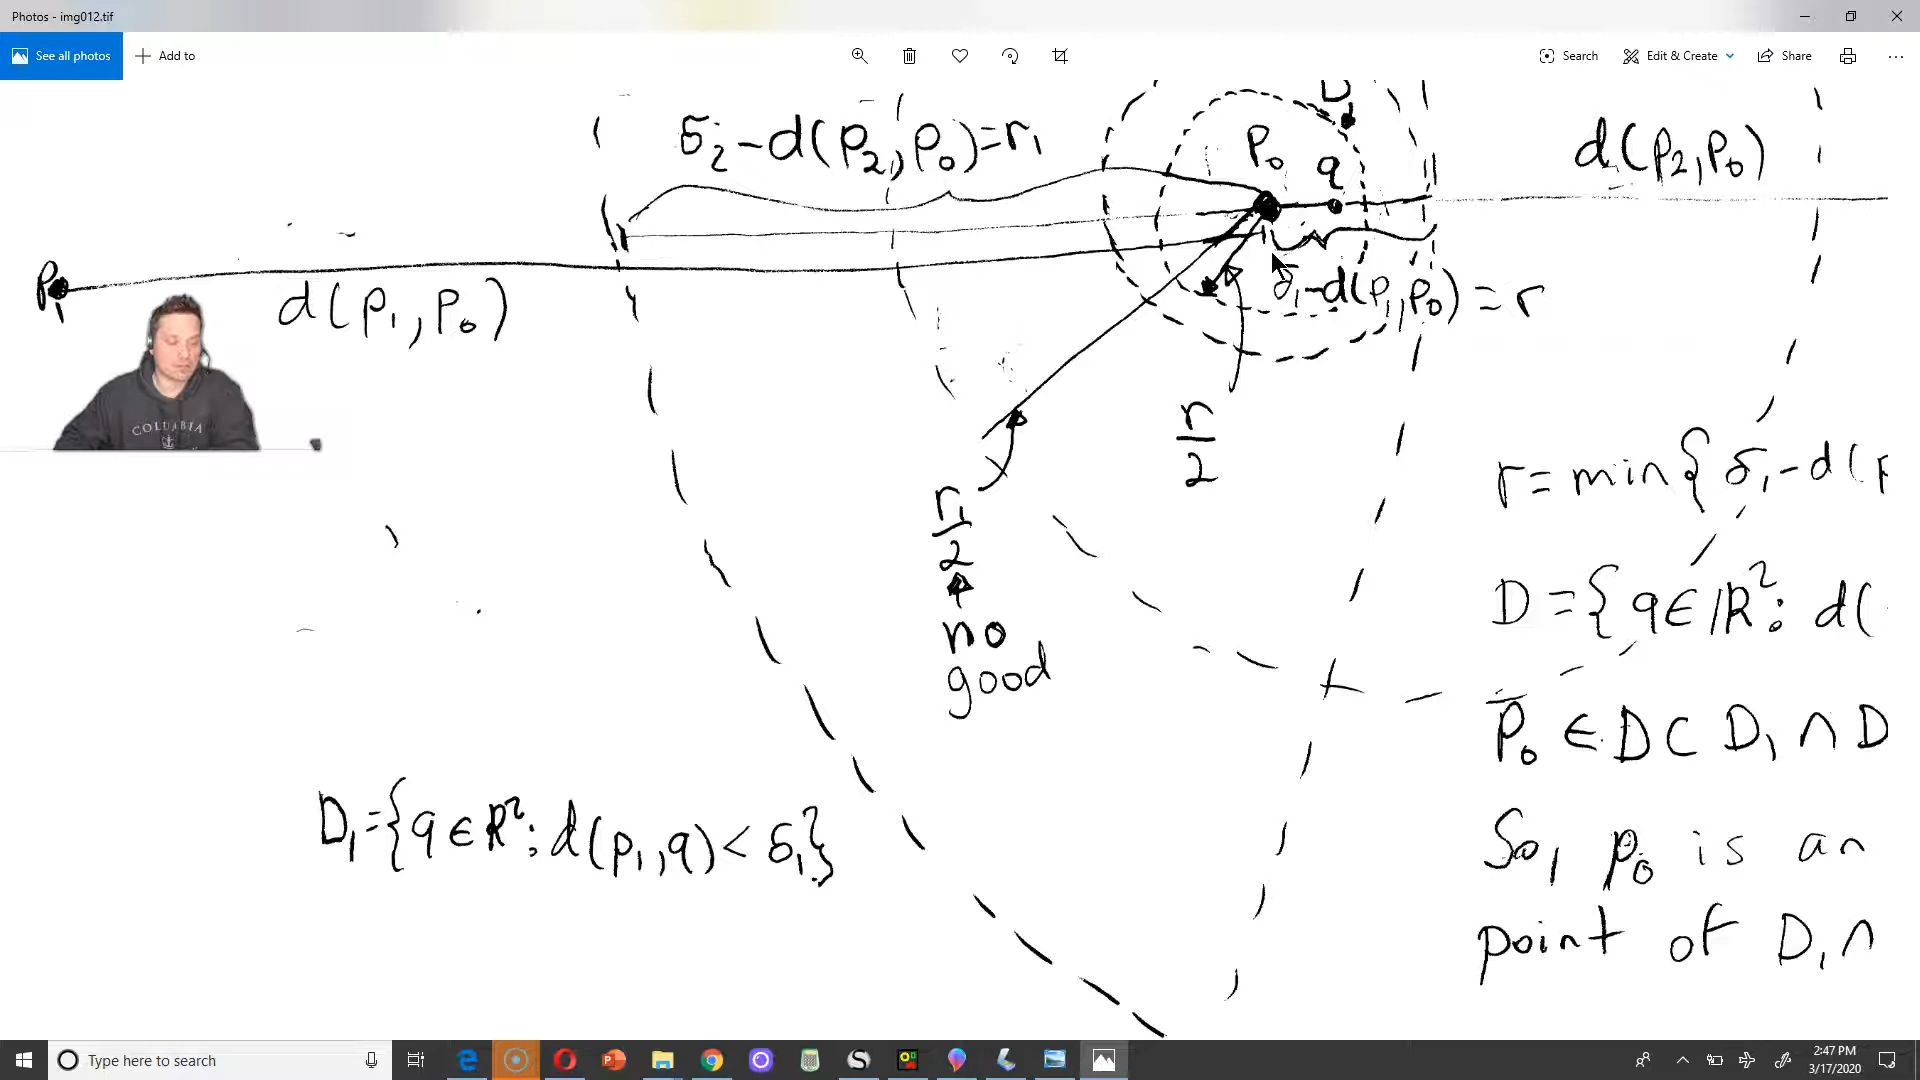 Photos - img012.tif
See all photos
Add to
Search
Edit & Create
Share
δ₂-d(p₂,p₀)=r₁
D
p₀
q
d(p₂,p₀)
p₁
d(p₁,p₀)
δ₁-d(p₁,p₀)=r
COLUMBIA
r/2
r₁/2
no
good
r=min{δ₁-d(p
D={q∈ℝ²: d(
p₀∈D⊂D₁∩D
D₁={q∈ℝ²:d(p₁,q)<δ₁}
So, p₀ is an
point of D₁∩
Type here to search
2:47 PM
3/17/2020